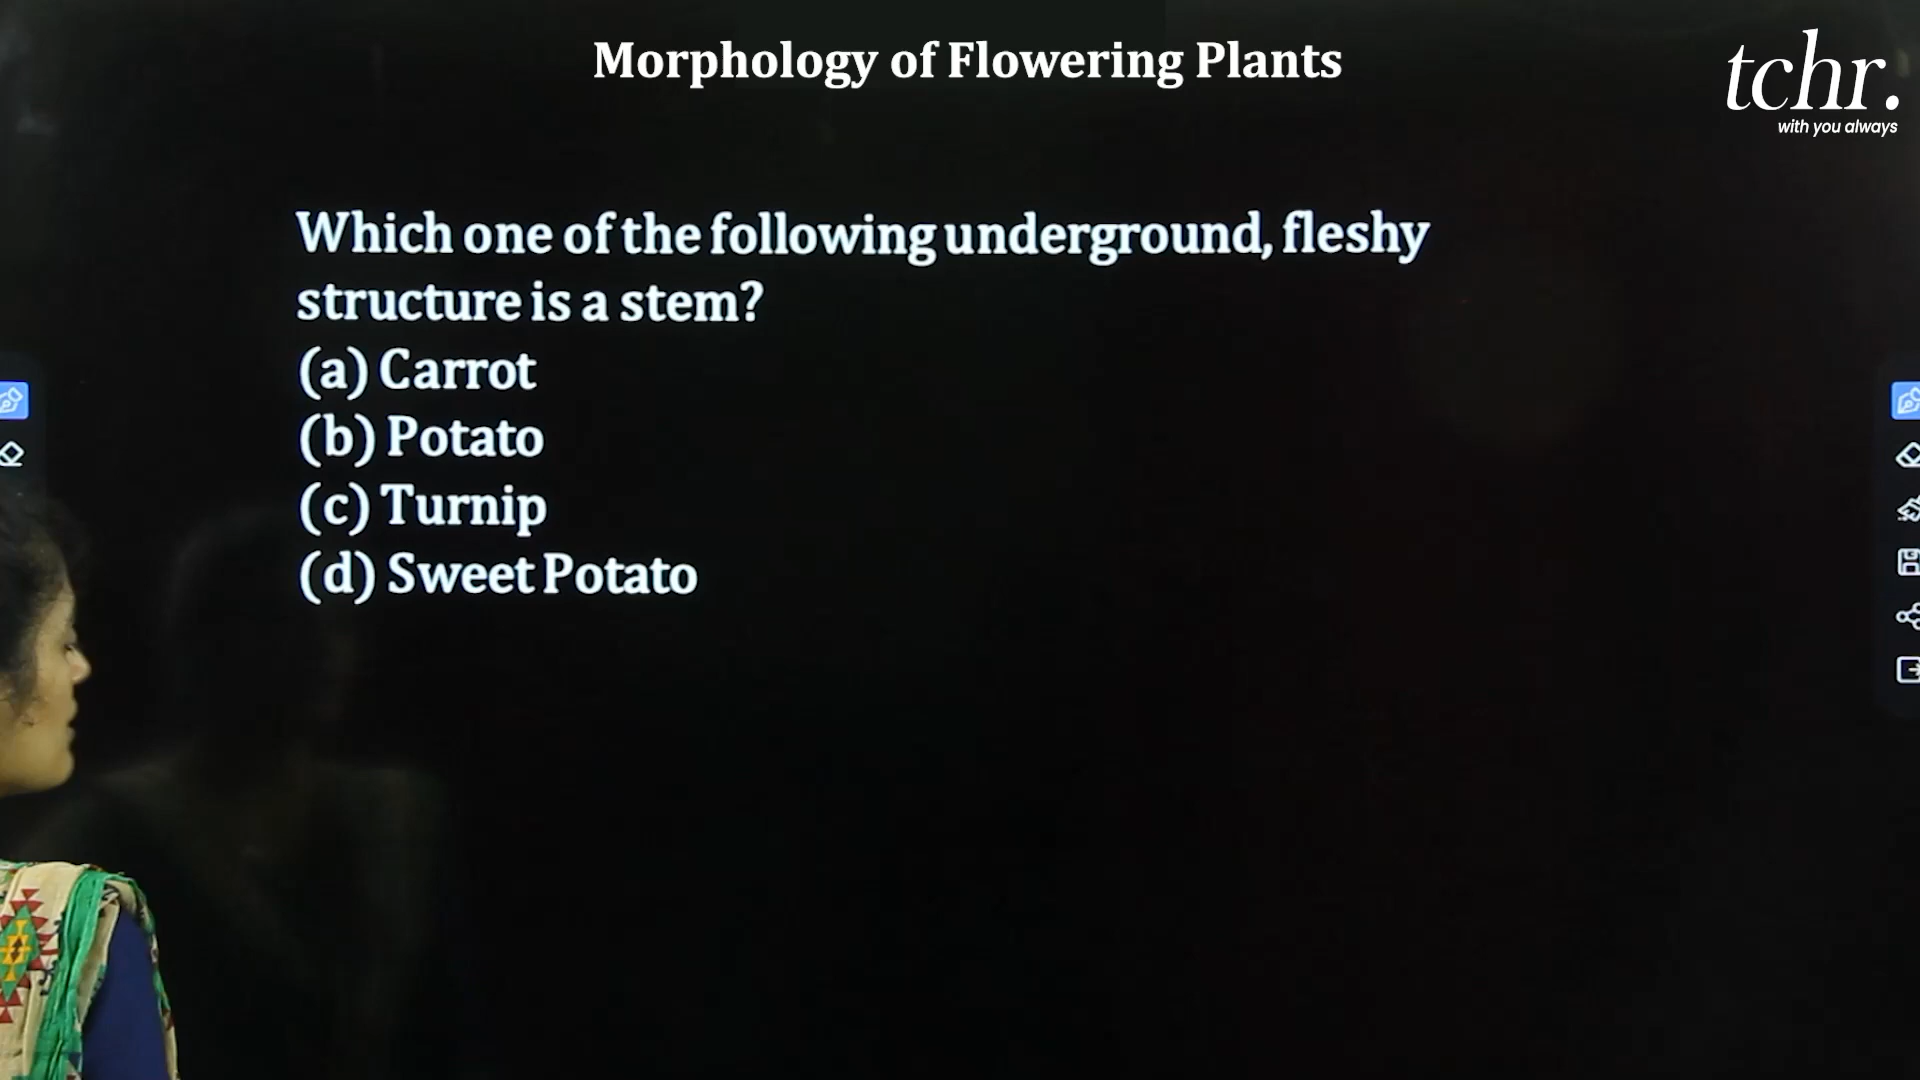 Morphology of Flowering Plants
tchr.
with you always
Which one of the following underground, fleshy
structure is a stem?
(a) Carrot
(b) Potato
(c) Turnip
(d) Sweet Potato